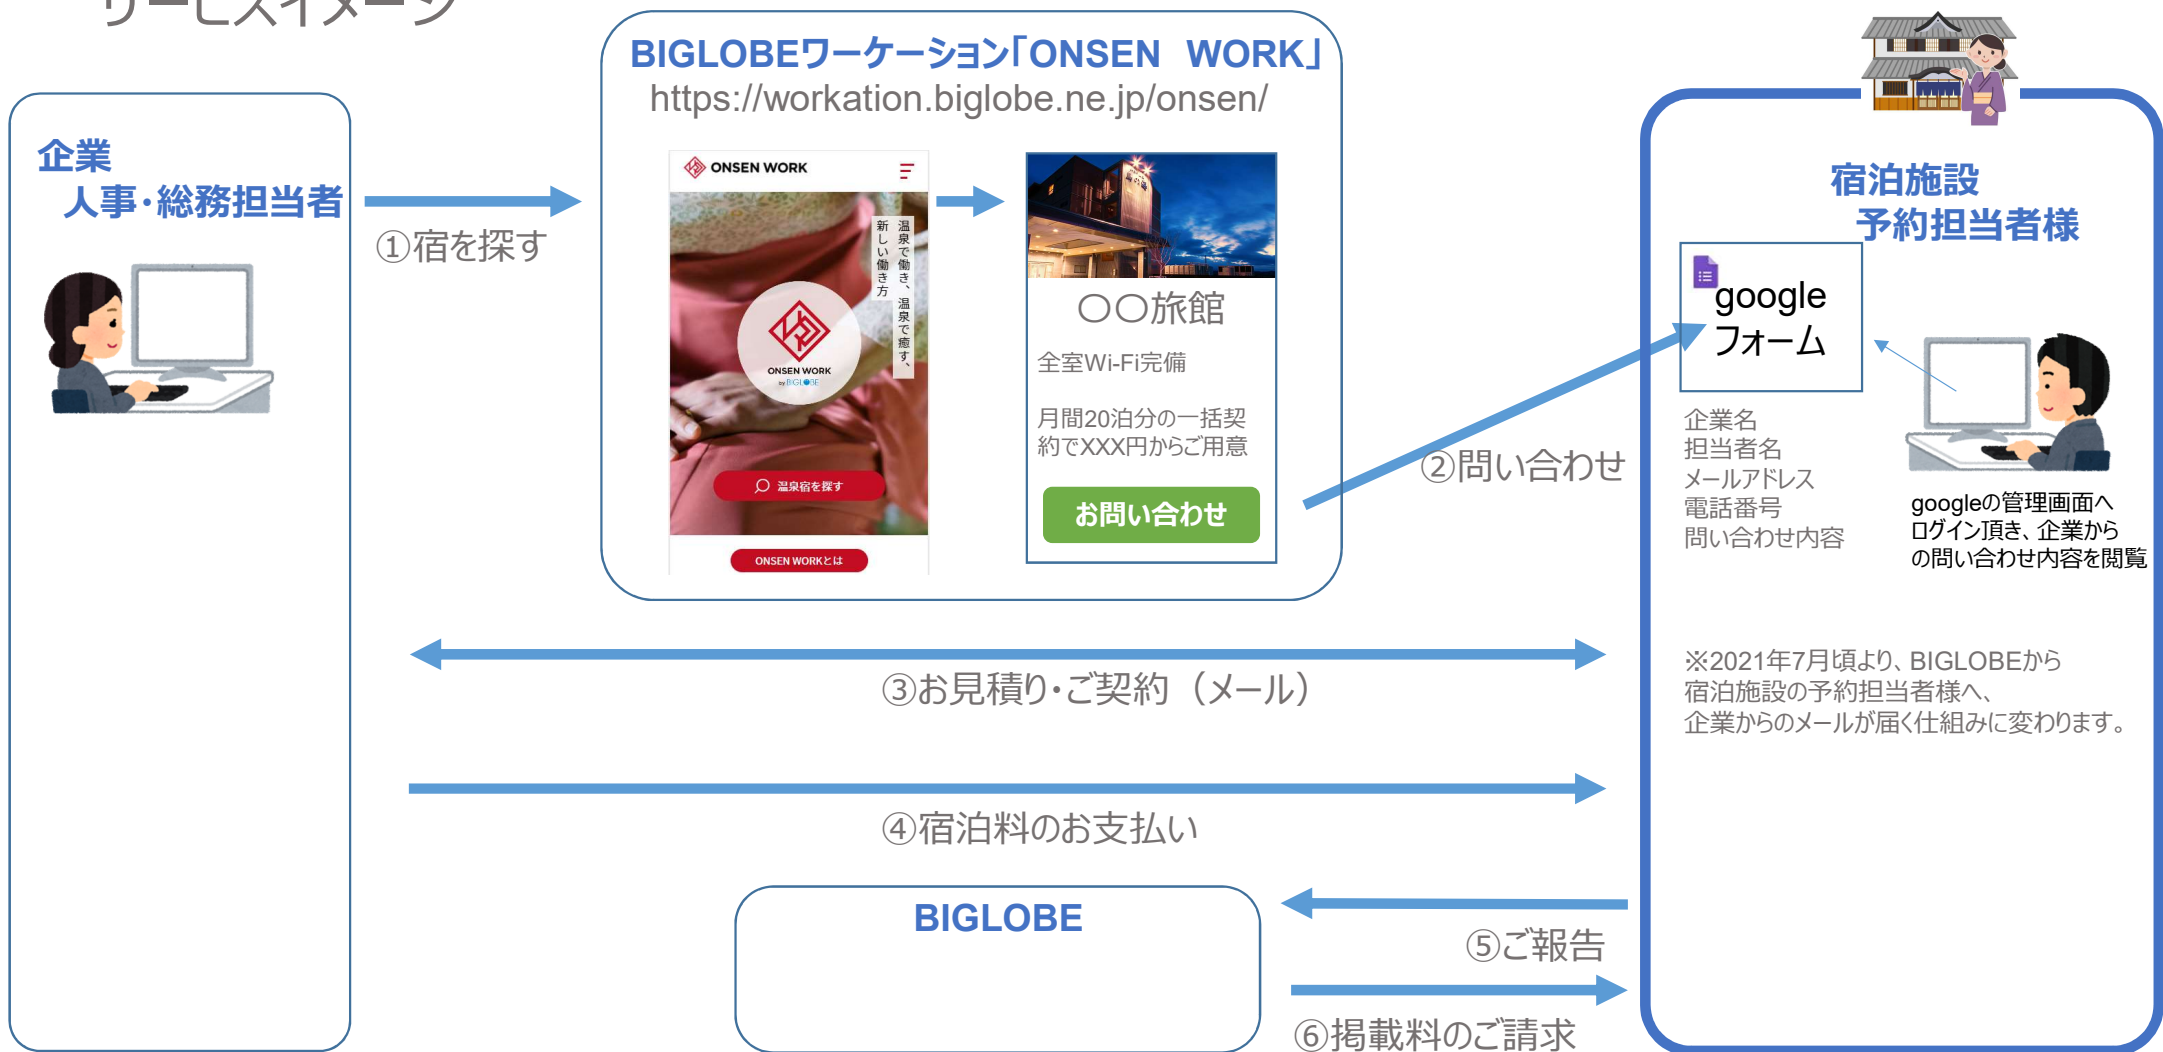 サービスイメージ
BIGLOBEワーケーション「ONSEN　WORK」
https://workation.biglobe.ne.jp/onsen/
企業
人事・総務担当者
①宿を探す
ONSEN WORK
温泉で働き、温泉で癒す、
新しい働き方
ONSEN WORK
by BIGLOBE
温泉宿を探す
ONSEN WORKとは
〇〇旅館
全室Wi-Fi完備
月間20泊分の一括契
約でXXX円からご用意
お問い合わせ
②問い合わせ
宿泊施設
予約担当者様
google
フォーム
企業名
担当者名
メールアドレス
電話番号
問い合わせ内容
googleの管理画面へ
ログイン頂き、企業から
の問い合わせ内容を閲覧
※2021年7月頃より、BIGLOBEから
宿泊施設の予約担当者様へ、
企業からのメールが届く仕組みに変わります。
③お見積り・ご契約（メール）
④宿泊料のお支払い
BIGLOBE
⑤ご報告
⑥掲載料のご請求